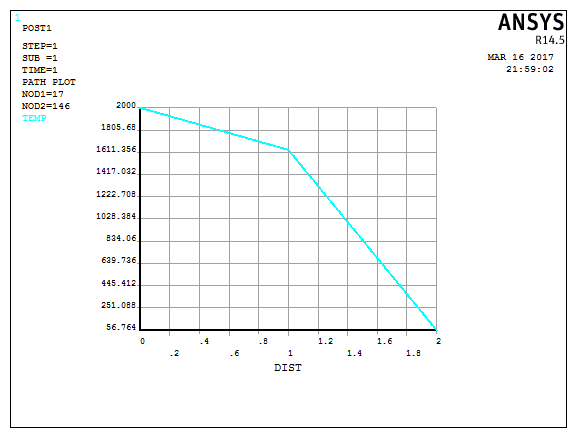 1
ANSYS
R14.5
POST1
STEP=1
SUB =1
TIME=1
PATH PLOT
NOD1=17
NOD2=146
TEMP
MAR 16 2017
21:59:02
2000
1805.68
1611.356
1417.032
1222.708
1028.384
834.06
639.736
445.412
251.088
56.764
0
.2
.4
.6
.8
1
1.2
1.4
1.6
1.8
2
DIST